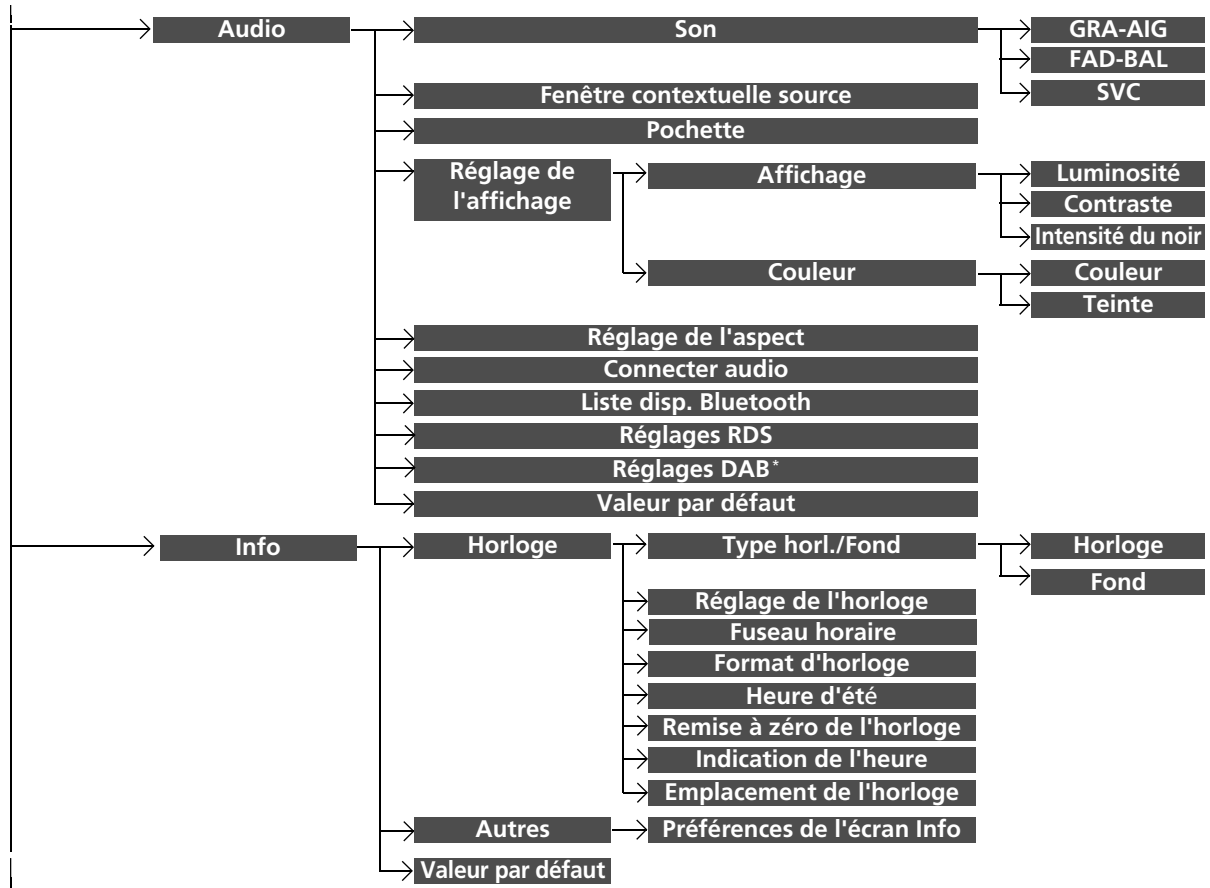 Audio
Son
GRA-AIG
FAD-BAL
SVC
Fenêtre contextuelle source
Pochette
Réglage de
l'affichage
Affichage
Luminosité
Contraste
Intensité du noir
Couleur
Couleur
Teinte
Réglage de l'aspect
Connecter audio
Liste disp. Bluetooth
Réglages RDS
Réglages DAB*
Valeur par défaut
Info
Horloge
Type horl./Fond
Horloge
Fond
Réglage de l'horloge
Fuseau horaire
Format d'horloge
Heure d'été
Remise à zéro de l'horloge
Indication de l'heure
Emplacement de l'horloge
Autres
Préférences de l'écran Info
Valeur par défaut